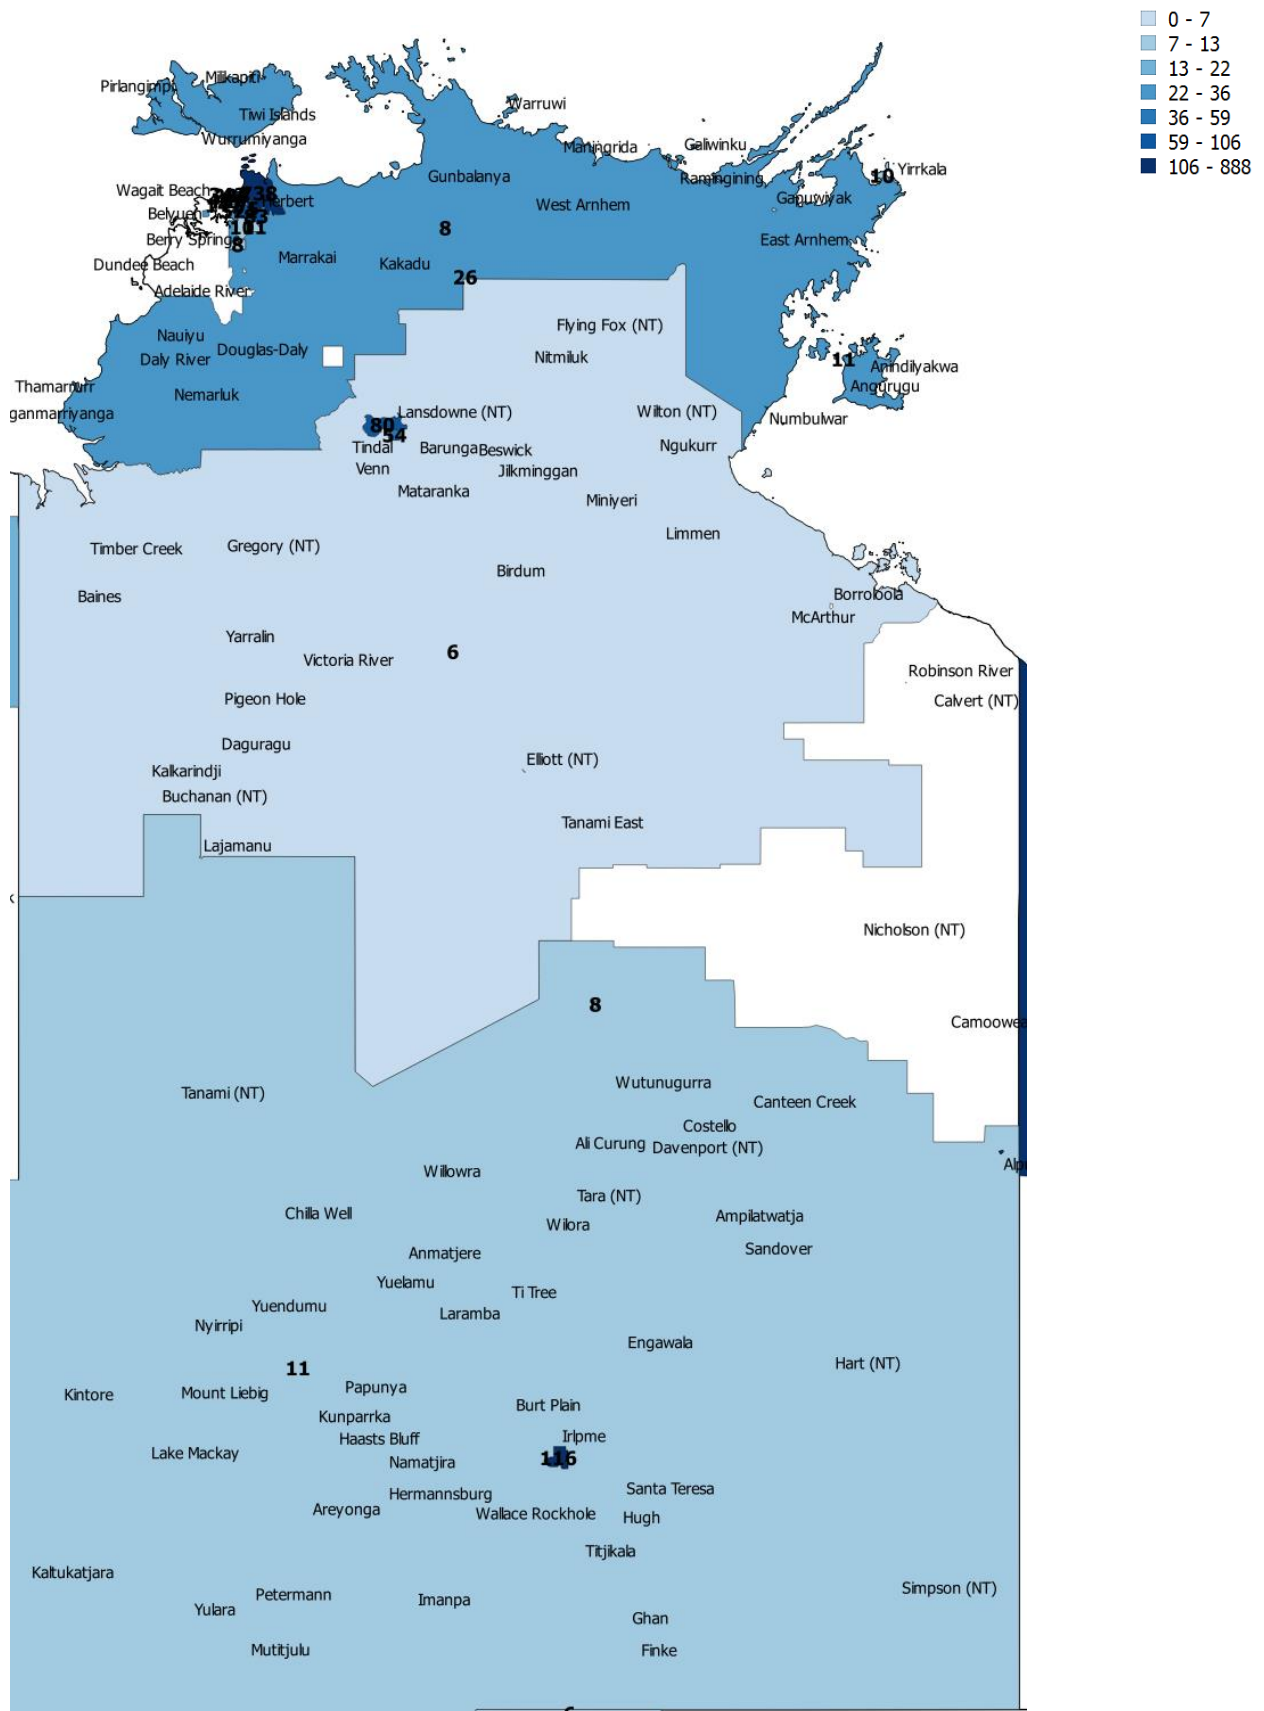 0 - 7
7 - 13
13 - 22
22 - 36
36 - 59
59 - 106
106 - 888
Milkapiti
Pirlangimpi
Warruwi
Tiwi Islands
Wurrumiyanga
Maningrida
Galiwinku
Yirrkala
10
Gunbalanya
Ramingining
Wagait Beach
Gapuwiyak
West Arnhem
Herbert
Belyuen
8
East Arnhem
Berry Springs
8
Marrakai
Kakadu
Dundee Beach
26
Adelaide River
Flying Fox (NT)
Nauiyu
Douglas-Daly
Nitmiluk
Daly River
11
Anindilyakwa
Thamarrurr
Angurugu
Nemarluk
ganmarriyanga
Lansdowne (NT)
Wilton (NT)
Numbulwar
80
54
Tindal
Barunga
Beswick
Ngukurr
Venn
Jilkminggan
Mataranka
Miniyeri
Limmen
Timber Creek
Gregory (NT)
Birdum
Baines
Borroloola
McArthur
Yarralin
6
Victoria River
Robinson River
Pigeon Hole
Calvert (NT)
Daguragu
Elliott (NT)
Kalkarindji
Buchanan (NT)
Tanami East
Lajamanu
Nicholson (NT)
8
Camoowea
Wutunugurra
Tanami (NT)
Canteen Creek
Costello
Ali Curung
Davenport (NT)
Alp
Willowra
Tara (NT)
Chilla Well
Ampilatwatja
Wilora
Sandover
Anmatjere
Yuelamu
Ti Tree
Yuendumu
Laramba
Nyirripi
Engawala
Hart (NT)
11
Papunya
Kintore
Mount Liebig
Burt Plain
Kunparrka
Irlpme
Haasts Bluff
Lake Mackay
116
Namatjira
Santa Teresa
Hermannsburg
Areyonga
Wallace Rockhole
Hugh
Titjikala
Kaltukatjara
Simpson (NT)
Petermann
Imanpa
Yulara
Ghan
Mutitjulu
Finke